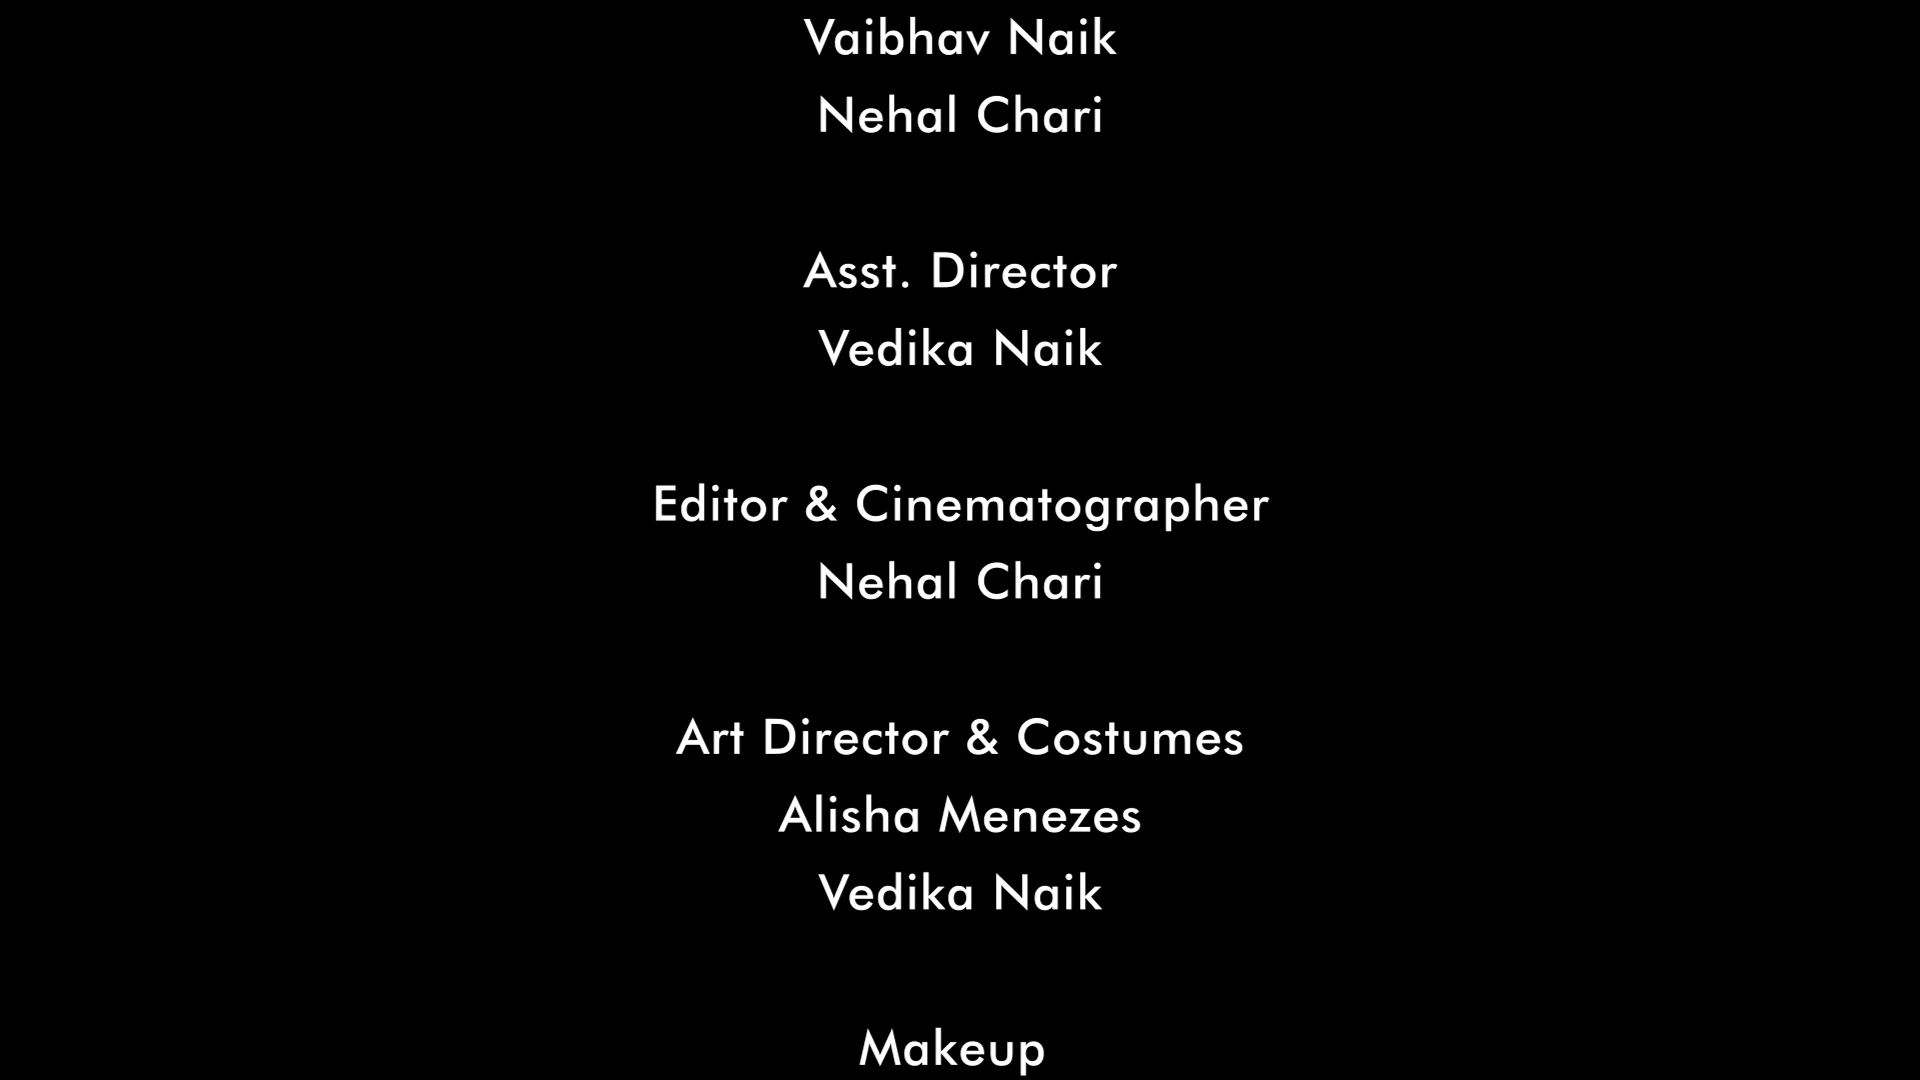 Vaibhav Naik
Nehal Chari
Asst. Director
Vedika Naik
Editor & Cinematographer
Nehal Chari
Art Director & Costumes
Alisha Menezes
Vedika Naik
Makeup